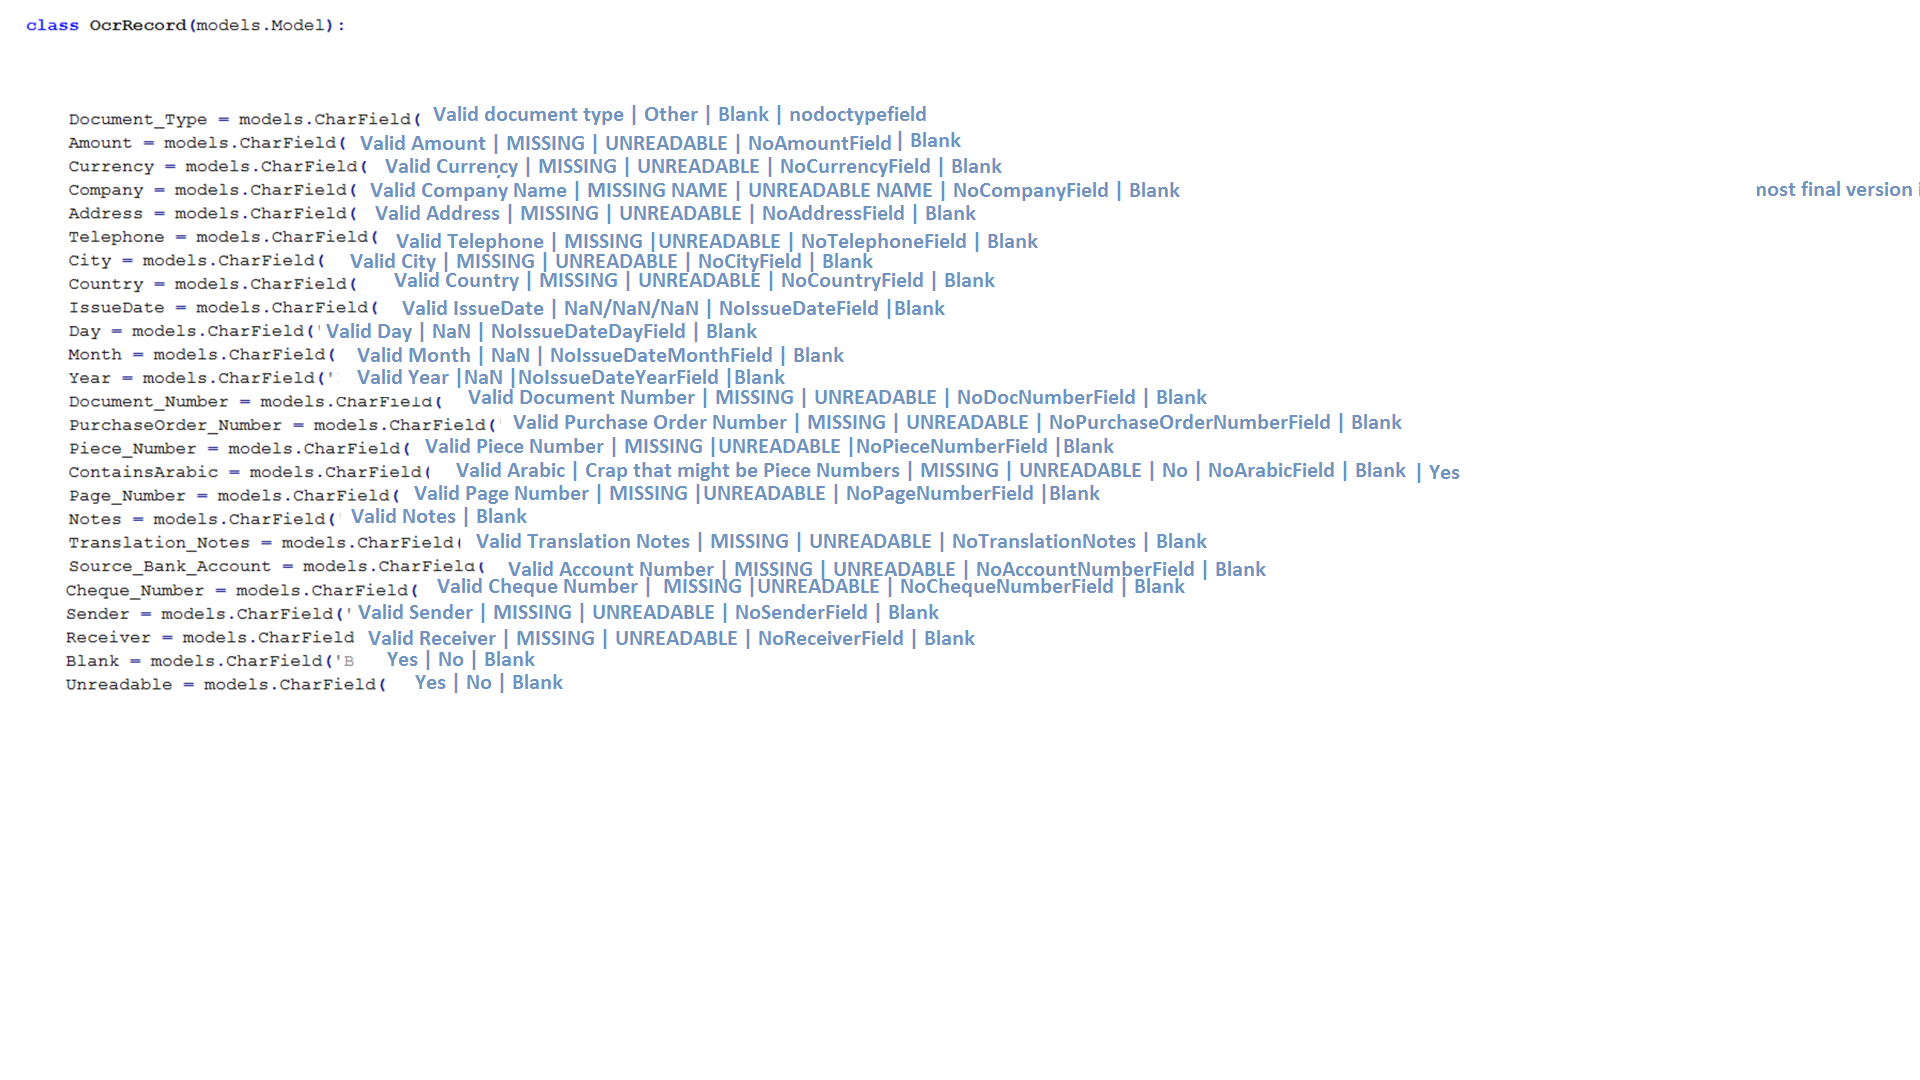 class OcrRecord(models.Model):
Document_Type = models.CharField( Valid document type | Other | Blank | nodoctypefield
Amount = models.CharField( Valid Amount | MISSING | UNREADABLE | NoAmountField | Blank
Currency = models.CharField( Valid Currency | MISSING | UNREADABLE | NoCurrencyField | Blank
Company = models.CharField( Valid Company Name | MISSING NAME | UNREADABLE NAME | NoCompanyField | Blank most final version i
Address = models.CharField( Valid Address | MISSING | UNREADABLE | NoAddressField | Blank
Telephone = models.CharField( Valid Telephone | MISSING |UNREADABLE | NoTelephoneField | Blank
City = models.CharField( Valid City | MISSING | UNREADABLE | NoCityField | Blank
Country = models.CharField( Valid Country | MISSING | UNREADABLE | NoCountryField | Blank
IssueDate = models.CharField( Valid IssueDate | NaN/NaN/NaN | NoIssueDateField |Blank
Day = models.CharField(' Valid Day | NaN | NoIssueDateDayField | Blank
Month = models.CharField( Valid Month | NaN | NoIssueDateMonthField | Blank
Year = models.CharField(' Valid Year |NaN |NoIssueDateYearField |Blank
Document_Number = models.CharField( Valid Document Number | MISSING | UNREADABLE | NoDocNumberField | Blank
PurchaseOrder_Number = models.CharField(' Valid Purchase Order Number | MISSING | UNREADABLE | NoPurchaseOrderNumberField | Blank
Piece_Number = models.CharField( Valid Piece Number | MISSING |UNREADABLE |NoPieceNumberField |Blank
ContainsArabic = models.CharField( Valid Arabic | Crap that might be Piece Numbers | MISSING | UNREADABLE | No | NoArabicField | Blank | Yes
Page_Number = models.CharField( Valid Page Number | MISSING |UNREADABLE | NoPageNumberField |Blank
Notes = models.CharField(' Valid Notes | Blank
Translation_Notes = models.CharField( Valid Translation Notes | MISSING | UNREADABLE | NoTranslationNotes | Blank
Source_Bank_Account = models.CharField( Valid Account Number | MISSING | UNREADABLE | NoAccountNumberField | Blank
Cheque_Number = models.CharField( Valid Cheque Number | MISSING |UNREADABLE | NoChequeNumberField | Blank
Sender = models.CharField(' Valid Sender | MISSING | UNREADABLE | NoSenderField | Blank
Receiver = models.CharField Valid Receiver | MISSING | UNREADABLE | NoReceiverField | Blank
Blank = models.CharField('B Yes | No | Blank
Unreadable = models.CharField( Yes | No | Blank